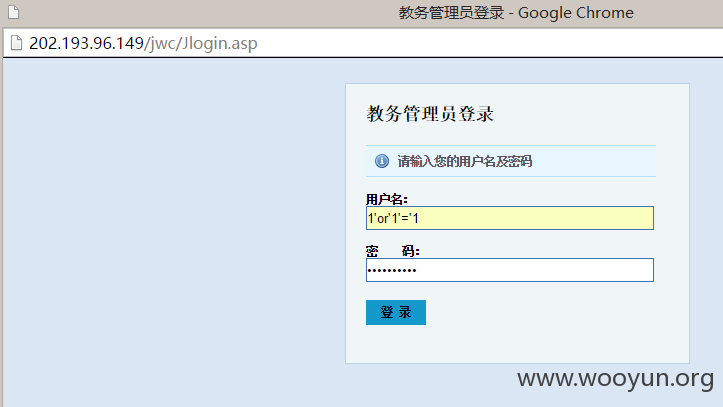 教务管理员登录 - Google Chrome
202.193.96.149/jwc/Jlogin.asp
教务管理员登录
请输入您的用户名及密码
用户名:
1'or'1'='1
密 码:
••••••••••
登 录
www.wooyun.org